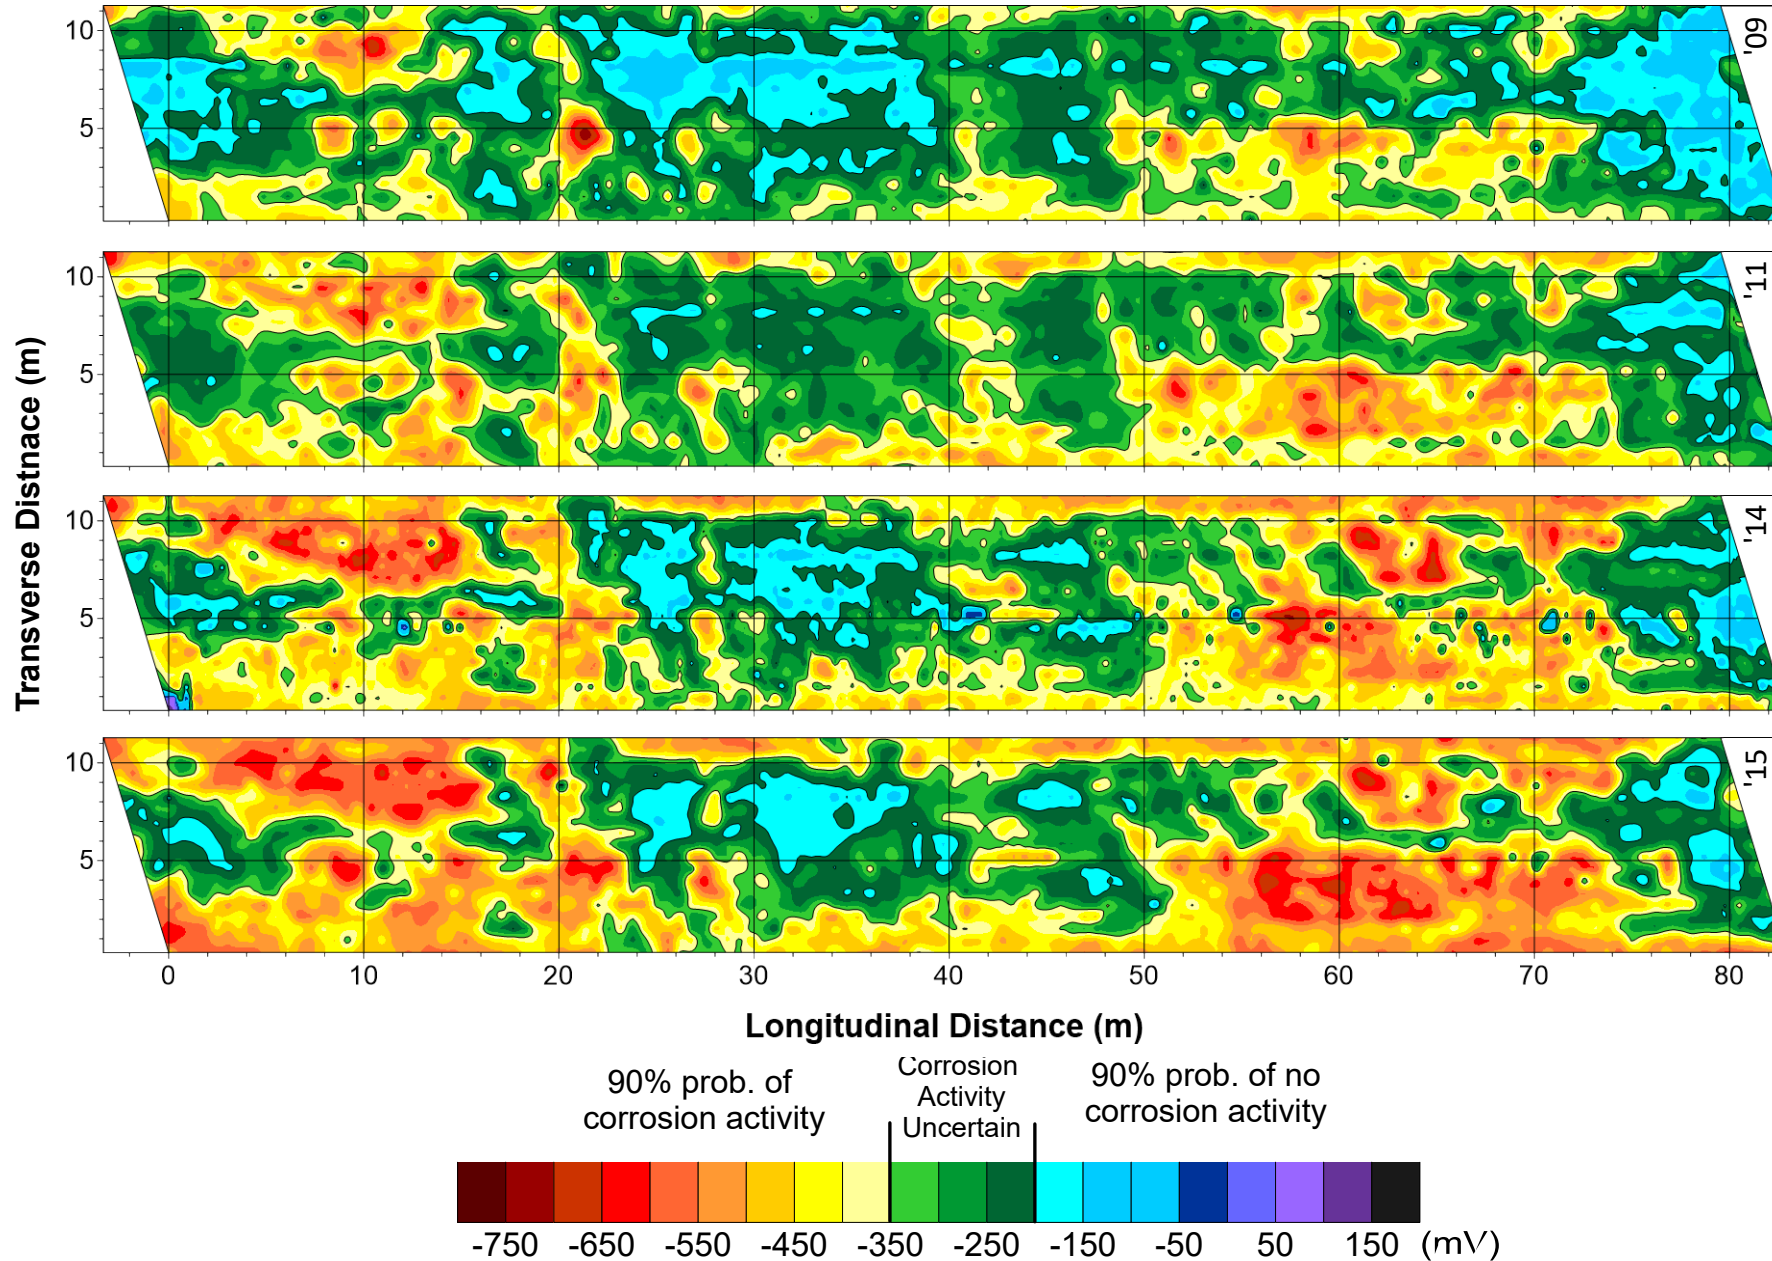 10
5
'09
10
5
'11
10
5
'14
10
5
'15
Transverse Distnace (m)
0 10 20 30 40 50 60 70 80
Longitudinal Distance (m)
90% prob. of
corrosion activity
Corrosion
Activity
Uncertain
90% prob. of no
corrosion activity
-750 -650 -550 -450 -350 -250 -150 -50 50 150 (mV)